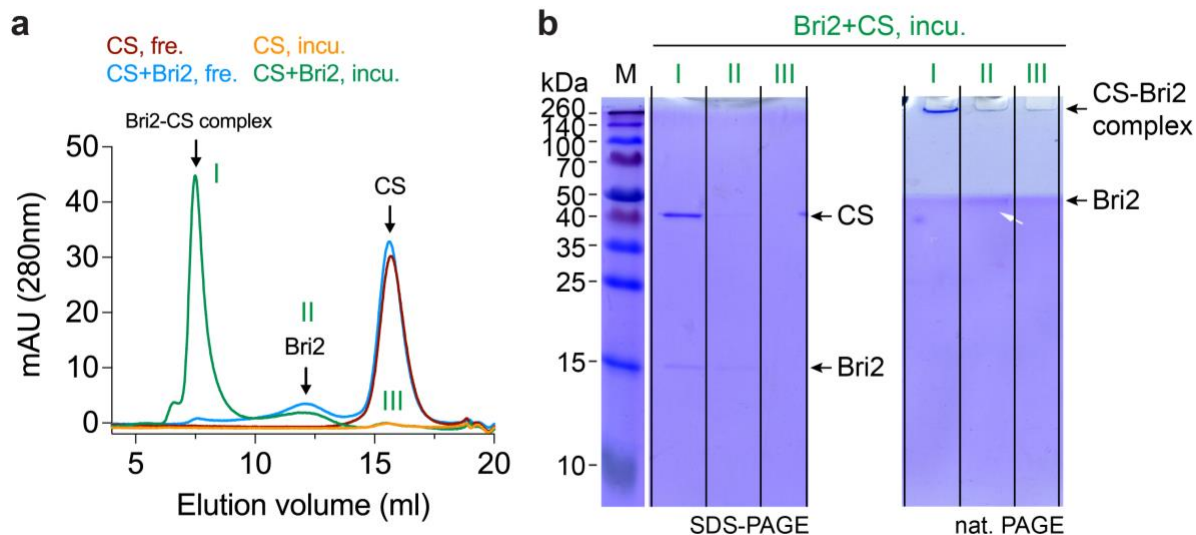 a
CS, fre. CS, incu.
CS+Bri2, fre. CS+Bri2, incu.
Bri2-CS complex
I
CS
II
Bri2
III
50
40
30
20
10
0
mAU (280nm)
5 10 15 20
Elution volume (ml)
b
Bri2+CS, incu.
kDa M I II III I II III
260
140
100
70
50
40
35
25
15
10
CS
Bri2
CS-Bri2
complex
Bri2
SDS-PAGE nat. PAGE